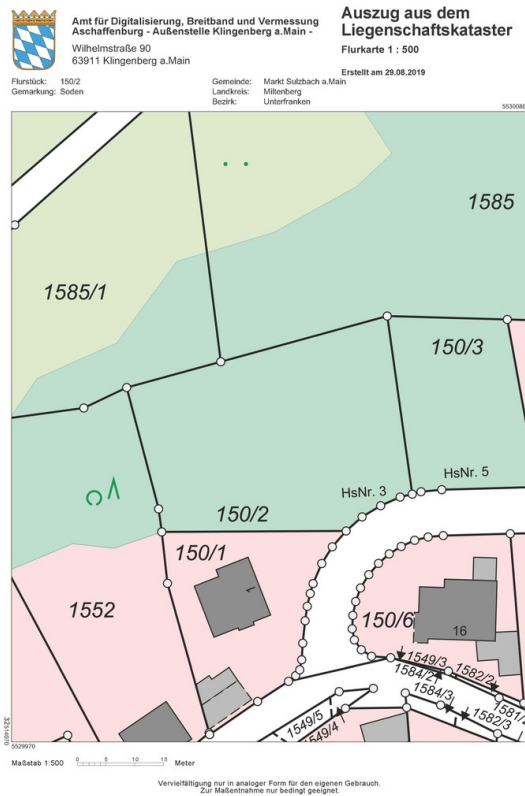 Amt für Digitalisierung, Breitband und Vermessung
Aschaffenburg - Außenstelle Klingenberg a.Main -
Wilhelmstraße 90
63911 Klingenberg a.Main
Auszug aus dem
Liegenschaftskataster
Flurkarte 1 : 500
Erstellt am 29.08.2019
Flurstück: 150/2
Gemarkung: Soden
Gemeinde: Markt Sulzbach a.Main
Landkreis: Miltenberg
Bezirk: Unterfranken
5530080
1585
1585/1
150/3
HsNr. 5
HsNr. 3
150/2
150/1
1552
1
150/6
16
1549/3
1582/2
1584/2
1584/3
1582/3
1549/5
1549/4
5529970
Maßstab 1:500
0 5 10 15 Meter
Vervielfältigung nur in analoger Form für den eigenen Gebrauch.
Zur Maßentnahme nur bedingt geeignet.